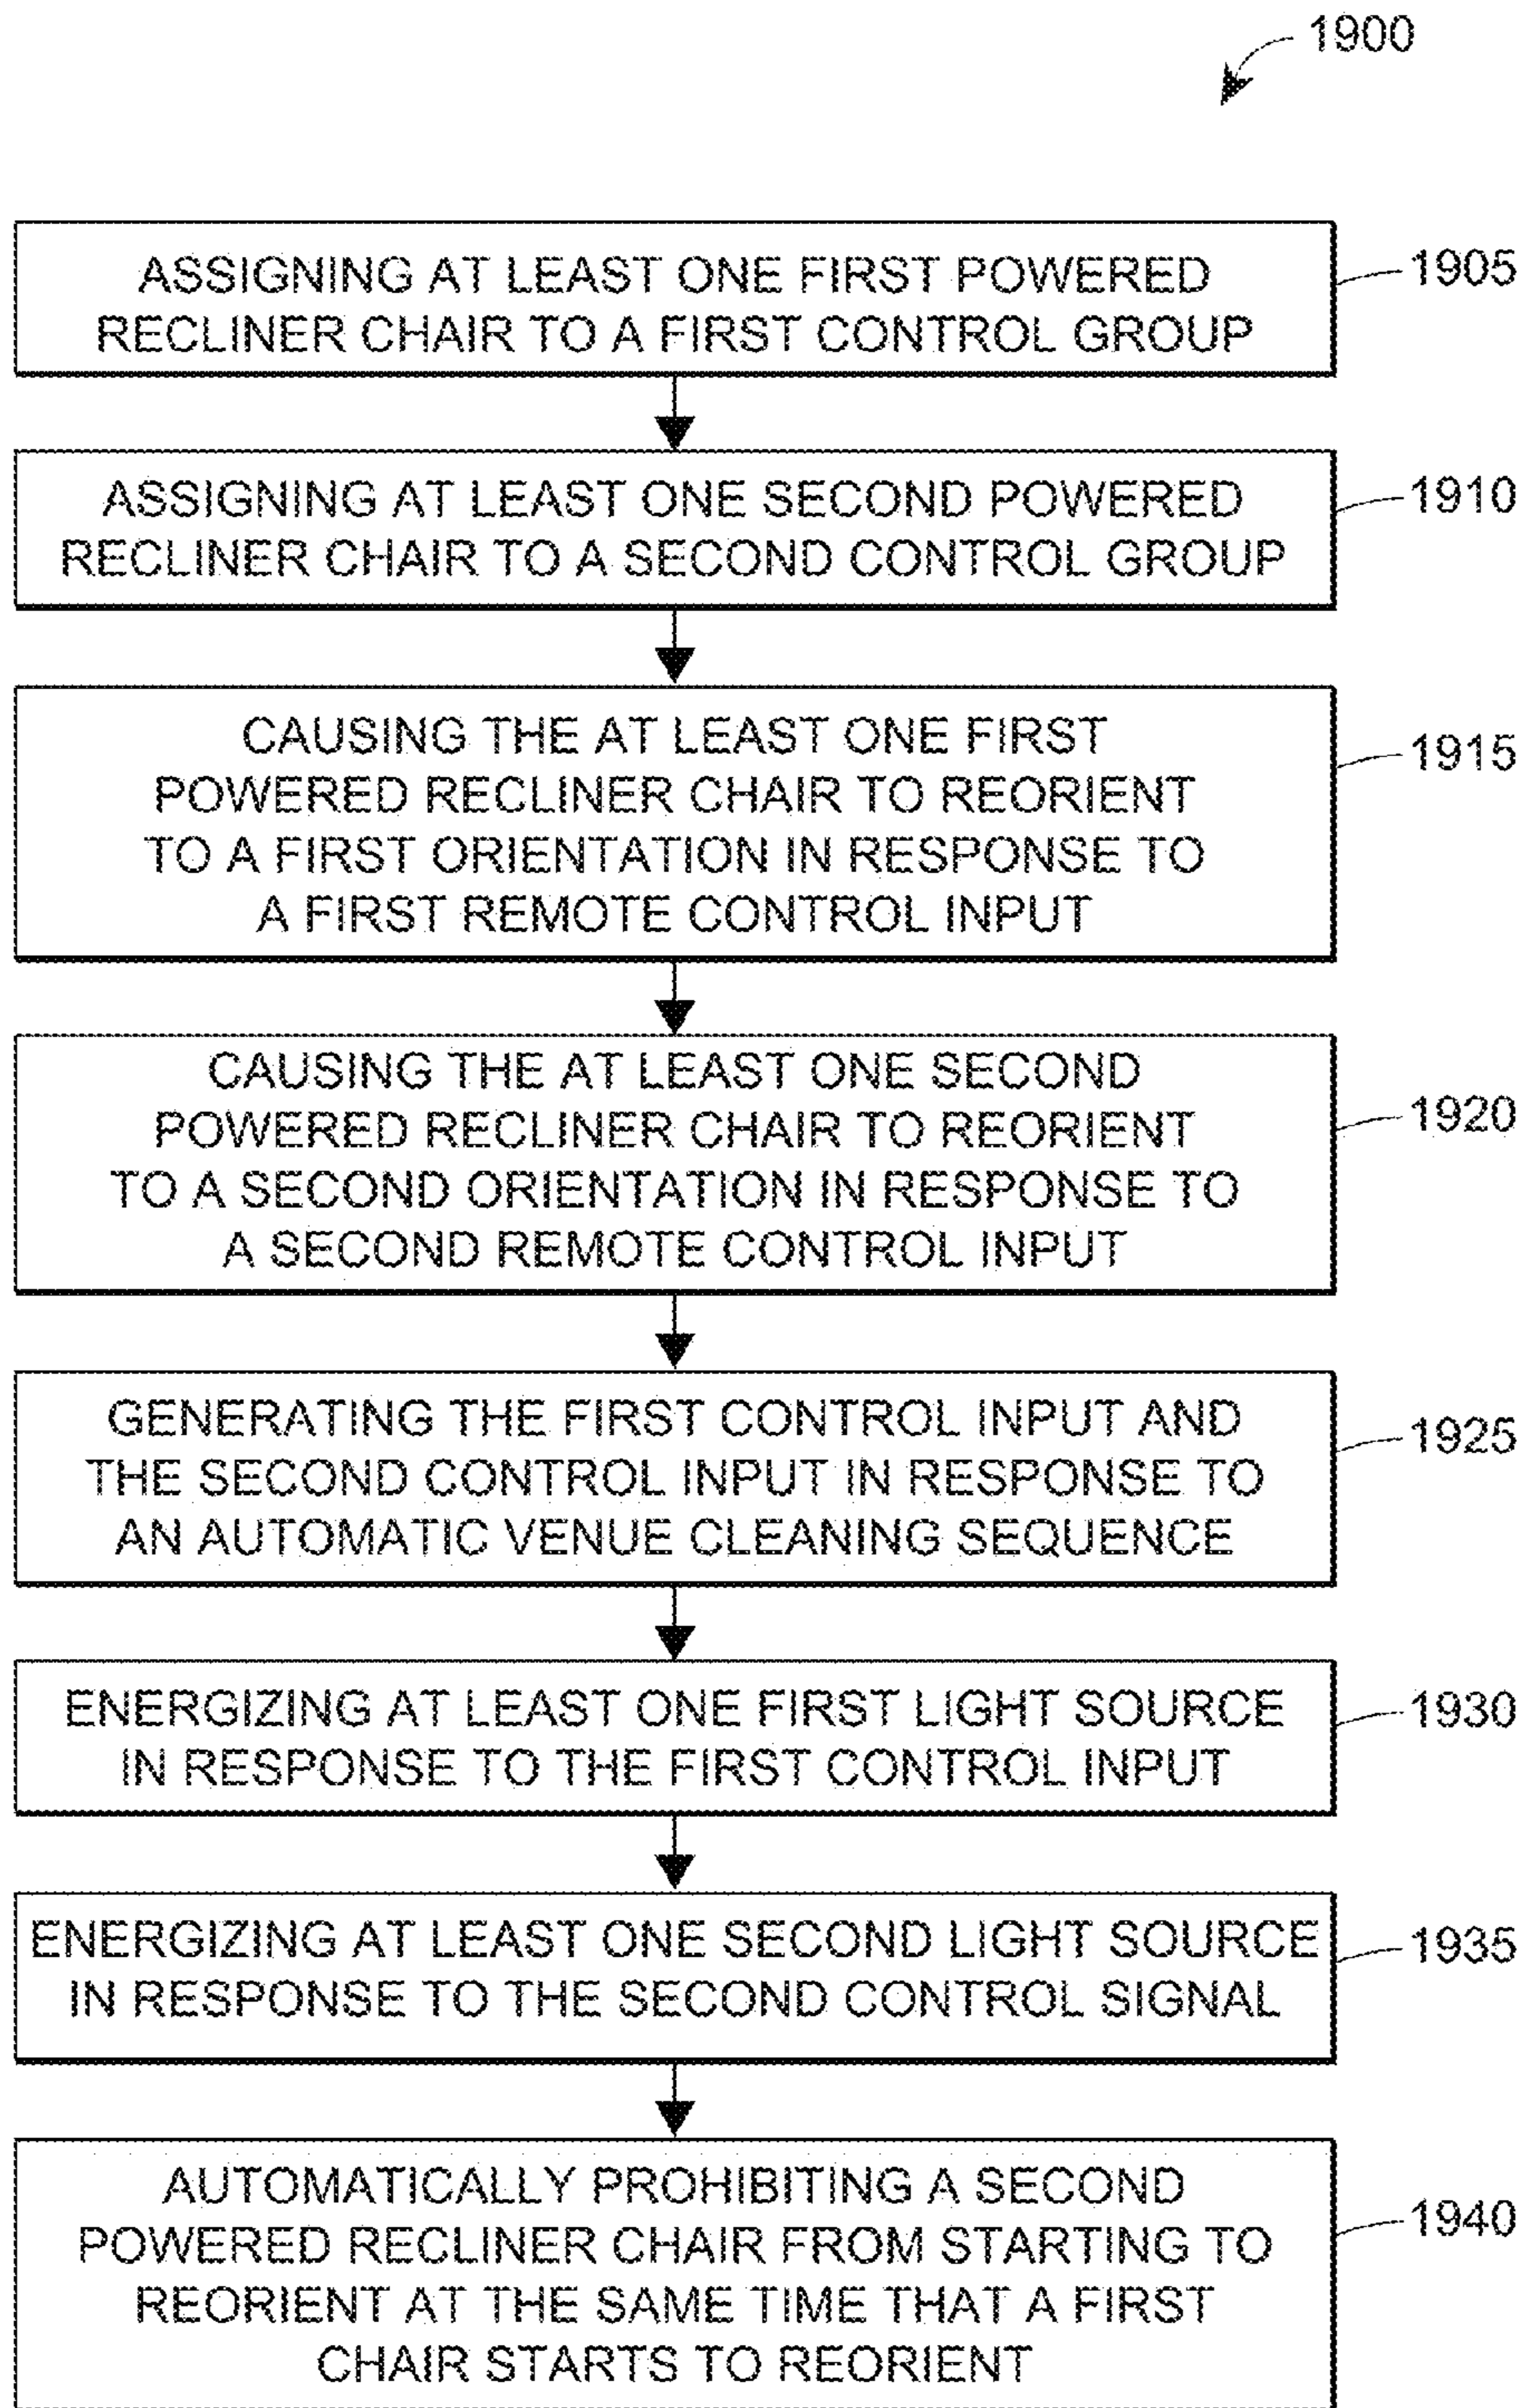 1900
ASSIGNING AT LEAST ONE FIRST POWERED
RECLINER CHAIR TO A FIRST CONTROL GROUP
1905
ASSIGNING AT LEAST ONE SECOND POWERED
RECLINER CHAIR TO A SECOND CONTROL GROUP
1910
CAUSING THE AT LEAST ONE FIRST
POWERED RECLINER CHAIR TO REORIENT
TO A FIRST ORIENTATION IN RESPONSE TO
A FIRST REMOTE CONTROL INPUT
1915
CAUSING THE AT LEAST ONE SECOND
POWERED RECLINER CHAIR TO REORIENT
TO A SECOND ORIENTATION IN RESPONSE TO
A SECOND REMOTE CONTROL INPUT
1920
GENERATING THE FIRST CONTROL INPUT AND
THE SECOND CONTROL INPUT IN RESPONSE TO
AN AUTOMATIC VENUE CLEANING SEQUENCE
1925
ENERGIZING AT LEAST ONE FIRST LIGHT SOURCE
IN RESPONSE TO THE FIRST CONTROL INPUT
1930
ENERGIZING AT LEAST ONE SECOND LIGHT SOURCE
IN RESPONSE TO THE SECOND CONTROL SIGNAL
1935
AUTOMATICALLY PROHIBITING A SECOND
POWERED RECLINER CHAIR FROM STARTING TO
REORIENT AT THE SAME TIME THAT A FIRST
CHAIR STARTS TO REORIENT
1940